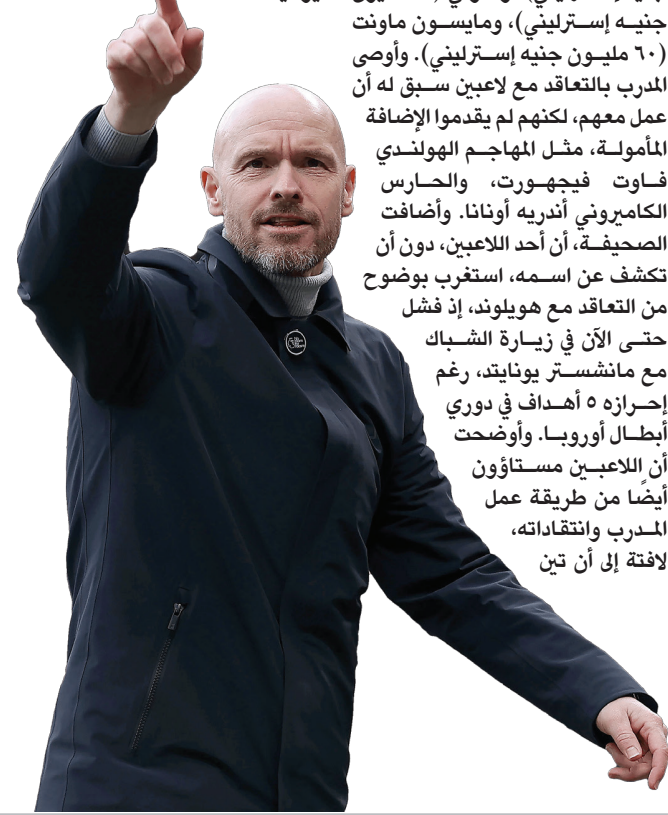 جنيه إسترليني)، ومايسون ماونت
(٦٠ مليون جنيه إسترليني). وأوصى
المدرب بالتعاقد مع لاعبين سبق له أن
عمل معهم، لكنهم لم يقدموا الإضافة
المأمولة، مثل المهاجم الهولندي
فاوت فيجهورت، والحارس
الكاميروني أندريه أونانا. وأضافت
الصحيفة، أن أحد اللاعبين، دون أن
تكشف عن اسمه، استغرب بوضوح
من التعاقد مع هويلوند، إذ فشل
حتى الآن في زيارة الشباك
مع مانشستر يونايتد، رغم
إحرازه ٥ أهداف في دوري
أبطال أوروبا. وأوضحت
أن اللاعبين مستاؤون
أيضًا من طريقة عمل
المدرب وانتقاداته،
لافتة إلى أن تين